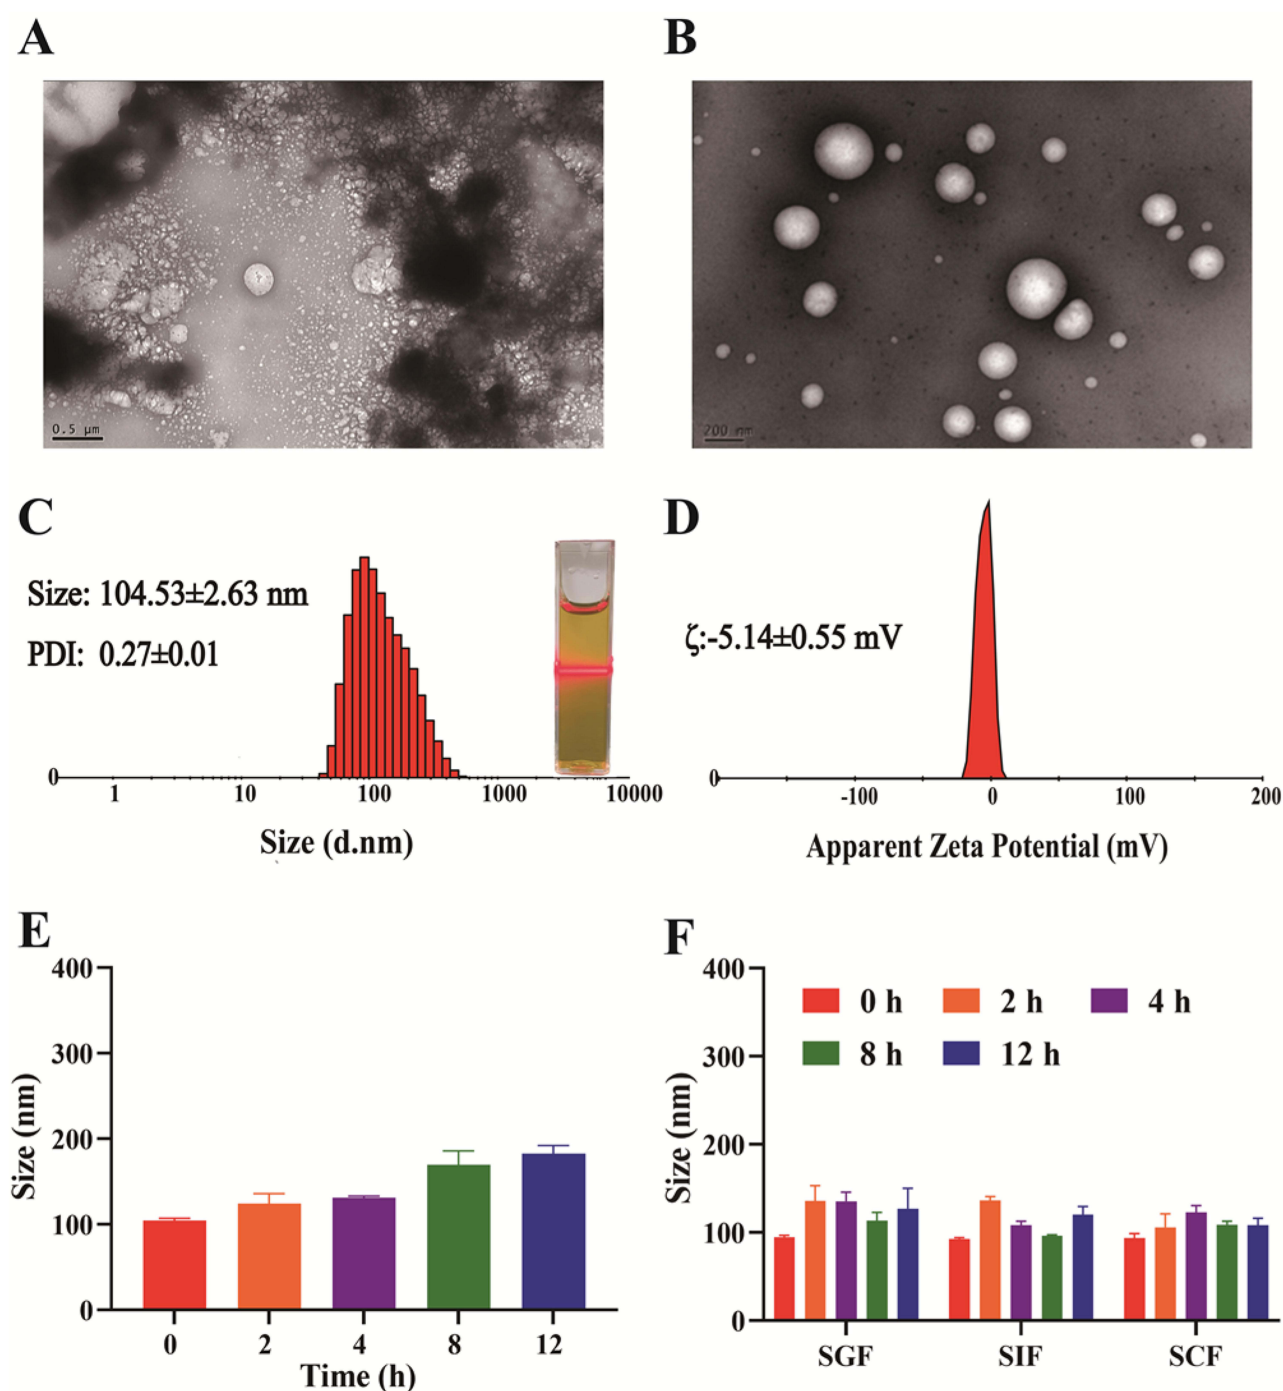 A
B
0.5 µm
200 nm
C
D
Size: 104.53±2.63 nm
PDI: 0.27±0.01
ζ:-5.14±0.55 mV
0
1
10
100
1000
10000
Size (d.nm)
0
-100
0
100
200
Apparent Zeta Potential (mV)
E
F
400
300
200
100
0
Size (nm)
0
2
4
8
12
Time (h)
400
300
200
100
0
Size (nm)
0 h
2 h
4 h
8 h
12 h
SGF
SIF
SCF